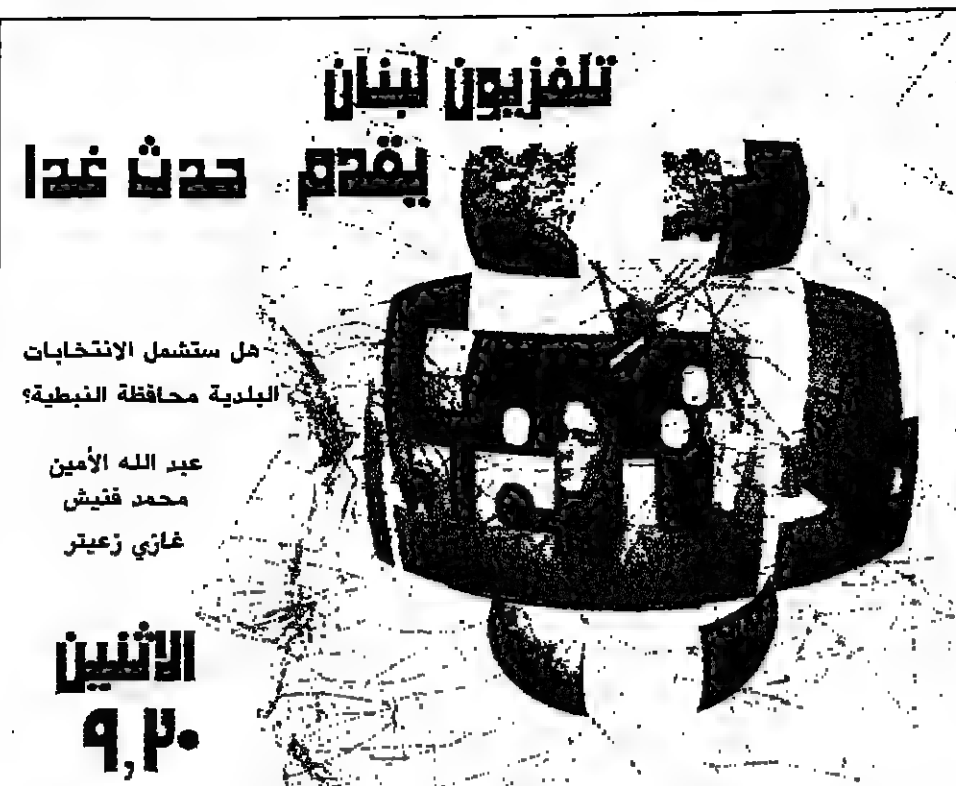 تلفزيون لبنان
يقدم حدث غدا
هل ستشمل الانتخابات
البلدية محافظة النبطية؟
عبد الله الأمين
محمد قنيش
غازي زعيتر
الاثنين
٩,٣٠